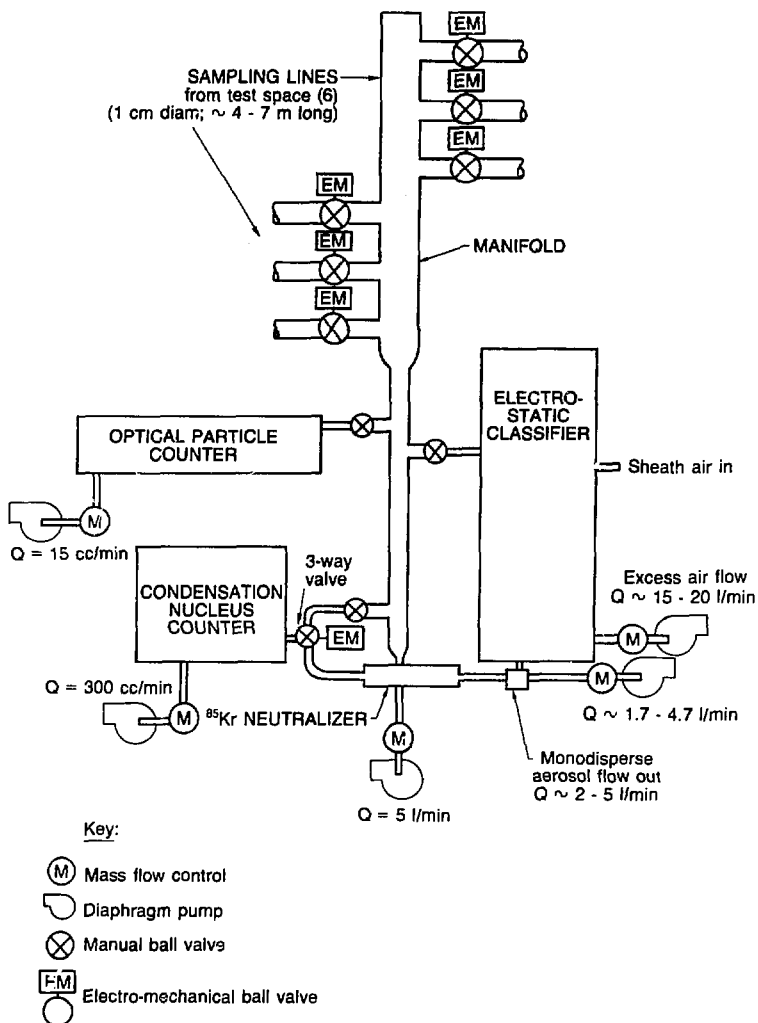 EM
EM
EM
SAMPLING LINES
from test space (6)
(1 cm diam; ~ 4 - 7 m long)
EM
EM
EM
MANIFOLD
ELECTRO-
STATIC
CLASSIFIER
OPTICAL PARTICLE
COUNTER
Sheath air in
M
Q = 15 cc/min
3-way
valve
CONDENSATION
NUCLEUS
COUNTER
EM
Excess air flow
Q ~ 15 - 20 l/min
M
M
Q ~ 1.7 - 4.7 l/min
Q = 300 cc/min
M
⁸⁵Kr NEUTRALIZER
M
Monodisperse
aerosol flow out
Q ~ 2 - 5 l/min
Q = 5 l/min
Key:
M Mass flow control
Diaphragm pump
Manual ball valve
EM Electro-mechanical ball valve